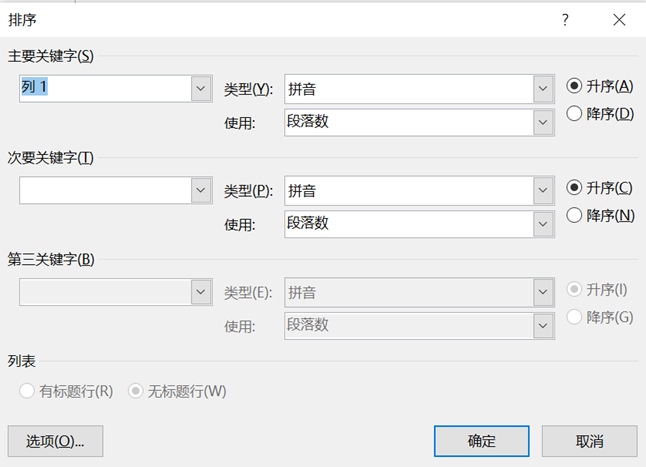 排序
主要关键字(S)
列 1 类型(Y): 拼音 升序(A)
使用: 段落数 降序(D)
次要关键字(T)
类型(P): 拼音 升序(C)
使用: 段落数 降序(N)
第三关键字(B)
类型(E): 拼音 升序(I)
使用: 段落数 降序(G)
列表
有标题行(R) 无标题行(W)
选项(O)... 确定 取消